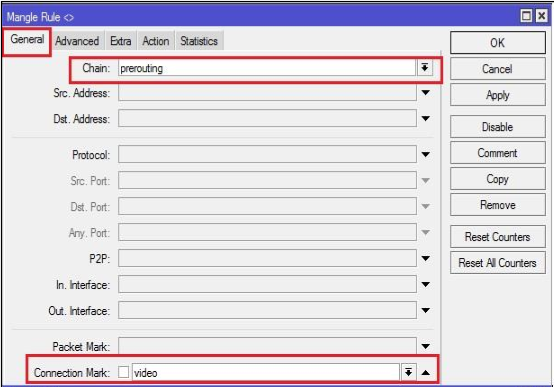 Mangle Rule <>
General Advanced Extra Action Statistics
Chain: prerouting
Src. Address:
Dst. Address:
Protocol:
Src. Port:
Dst. Port:
Any. Port:
P2P:
In. Interface:
Out. Interface:
Packet Mark:
Connection Mark: video
OK
Cancel
Apply
Disable
Comment
Copy
Remove
Reset Counters
Reset All Counters